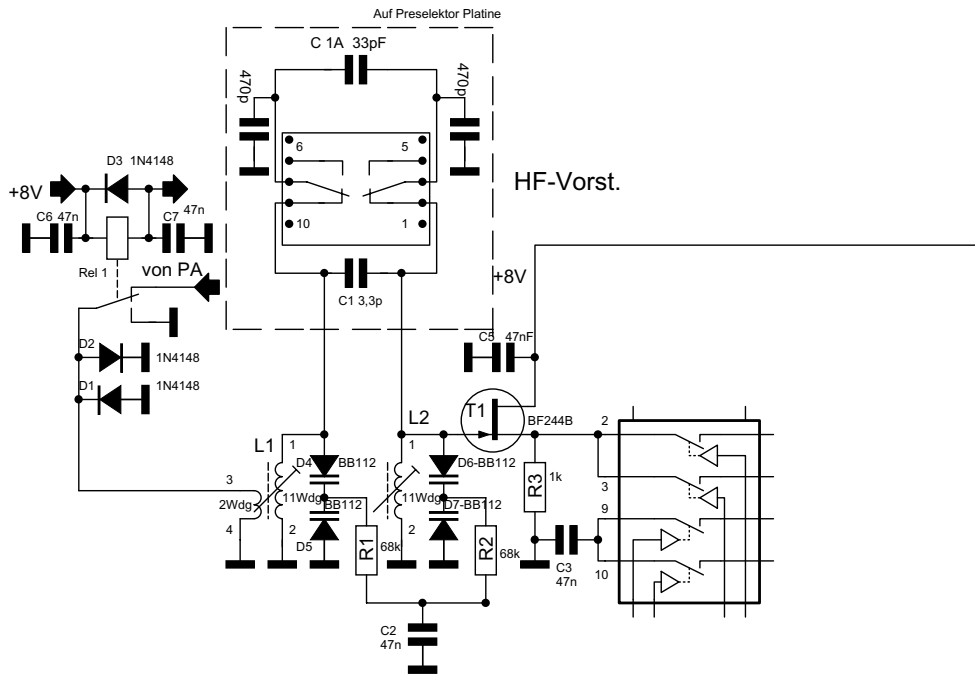 Auf Preselektor Platine
C 1A 33pF
470p
470p
6
5
10
1
D3 1N4148
+8V
C6 47n
C7 47n
Rel 1
von PA
HF-Vorst.
C1 3,3p
+8V
C5 47nF
D2
1N4148
D1
1N4148
T1
BF244B
L1
L2
1
D4 BB112
1
D6-BB112
3
2Wdg
4
11Wdg
BB112
11Wdg
D7-BB112
2
D5
2
R1
68k
R2
68k
R3
1k
C3
47n
C2
47n
2
3
9
10